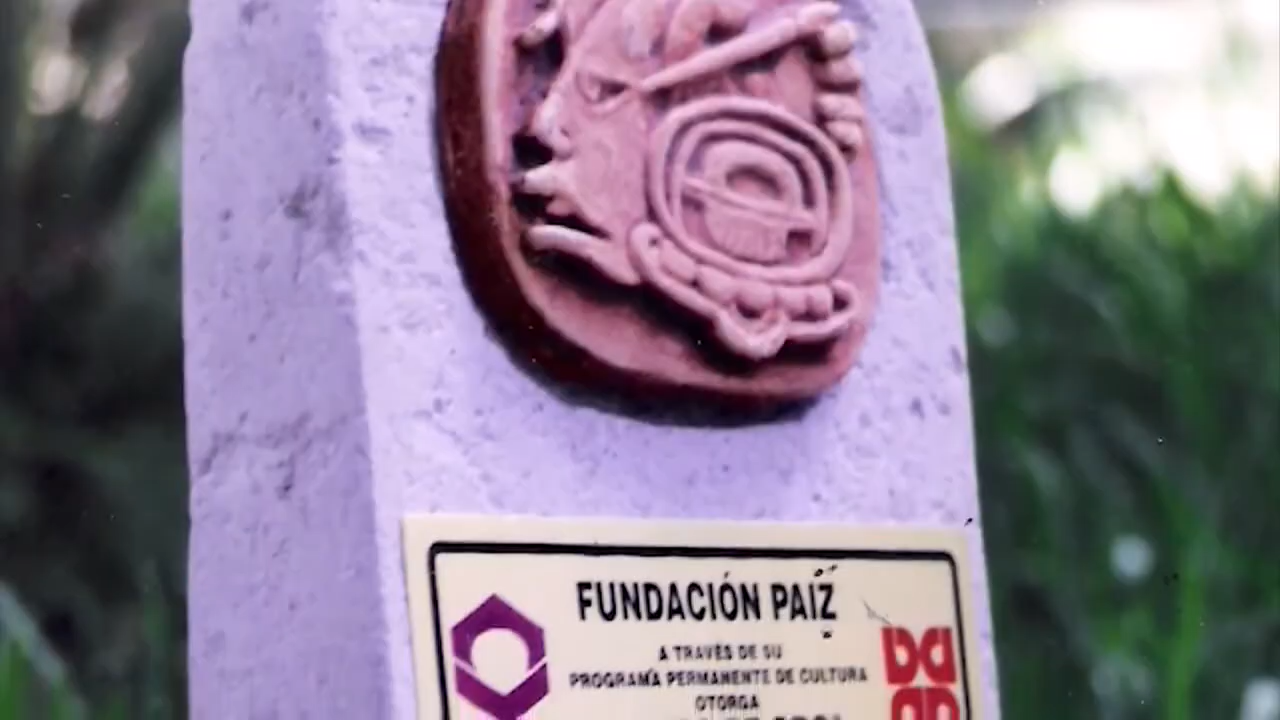 FUNDACIÓN PAIZ
A TRAVÉS DE SU
PROGRAMA PERMANENTE DE CULTURA
OTORGA